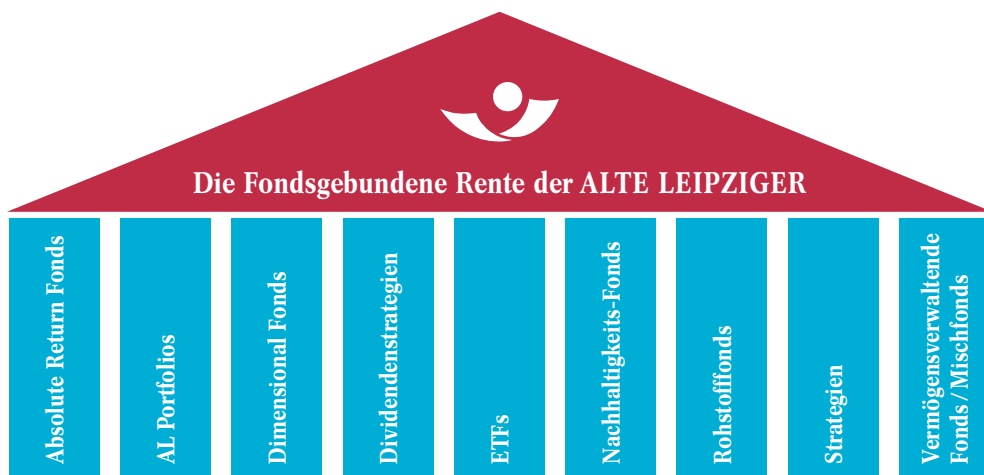 Die Fondsgebundene Rente der ALTE LEIPZIGER
Absolute Return Fonds
AL Portfolios
Dimensional Fonds
Dividendenstrategien
ETFs
Nachhaltigkeits-Fonds
Rohstofffonds
Strategien
Vermögensverwaltende
Fonds / Mischfonds